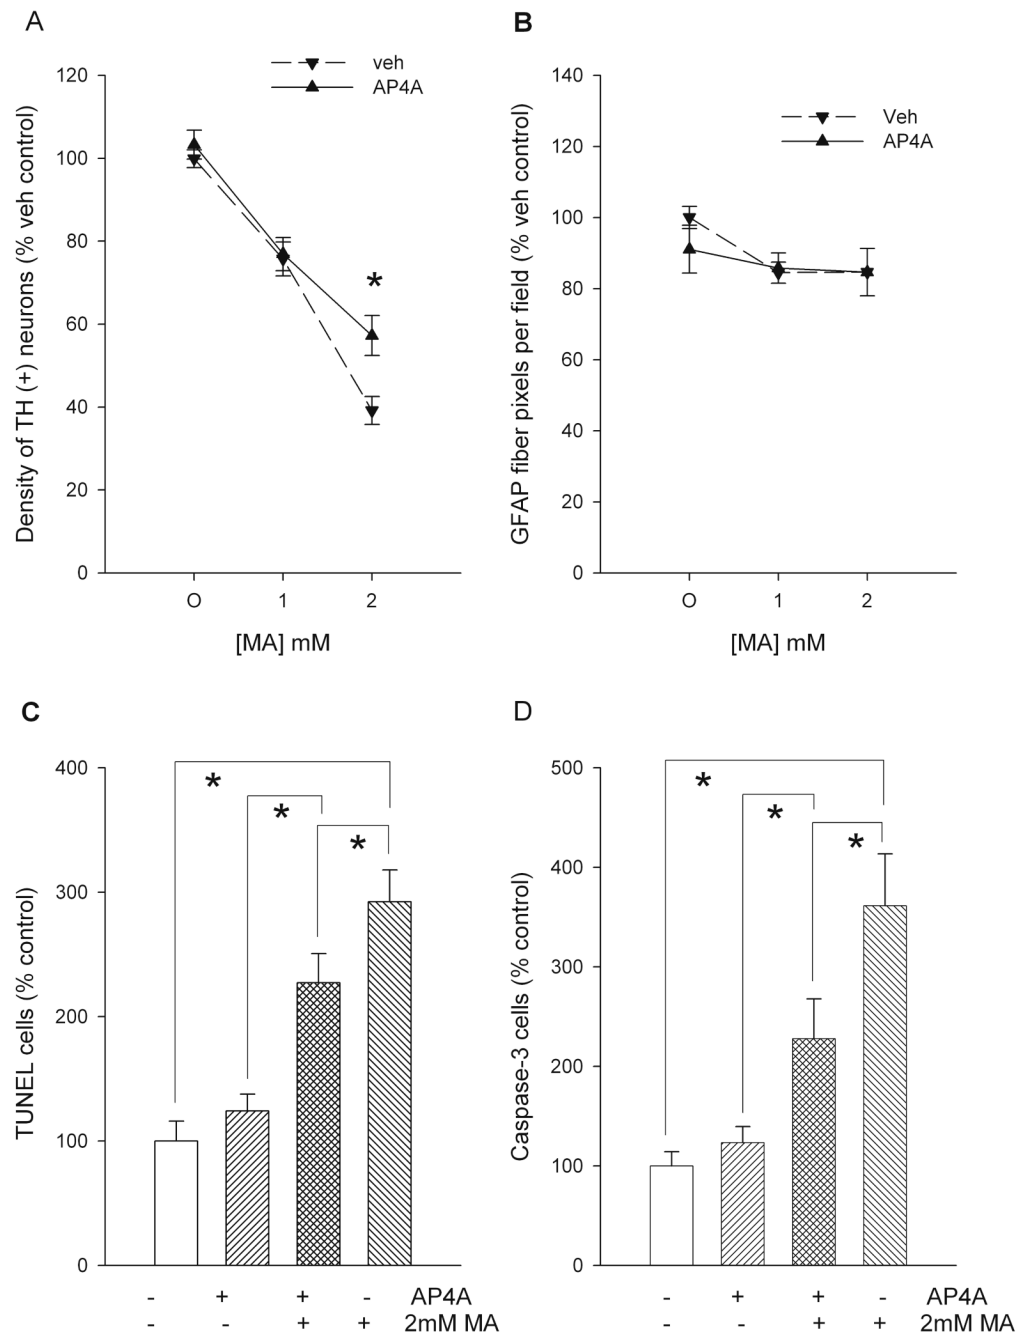 A
veh
AP4A
Density of TH (+) neurons (% veh control)
120
100
80
60
40
20
0
O 1 2
[MA] mM
*
B
Veh
AP4A
GFAP fiber pixels per field (% veh control)
140
120
100
80
60
40
20
0
O 1 2
[MA] mM
C
TUNEL cells (% control)
400
300
200
100
0
*
*
*
- + + - AP4A
- - + + 2mM MA
D
Caspase-3 cells (% control)
500
400
300
200
100
0
*
*
*
- + + - AP4A
- - + + 2mM MA